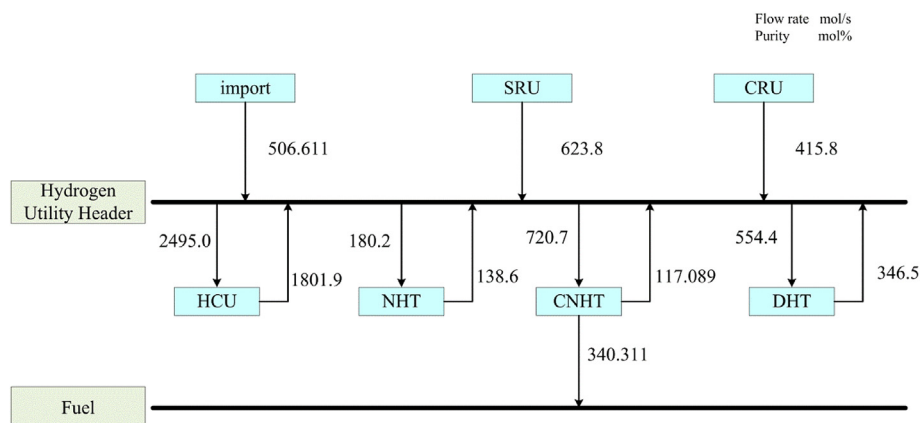 Flow rate mol/s
Purity mol%
import
SRU
CRU
506.611
623.8
415.8
Hydrogen
Utility Header
2495.0
1801.9
180.2
138.6
720.7
117.089
554.4
346.5
HCU
NHT
CNHT
DHT
340.311
Fuel